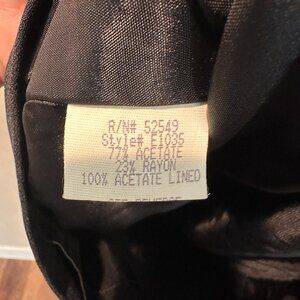 R/N# 52549
Style# E1035
77% ACETATE
23% RAYON
100% ACETATE LINED